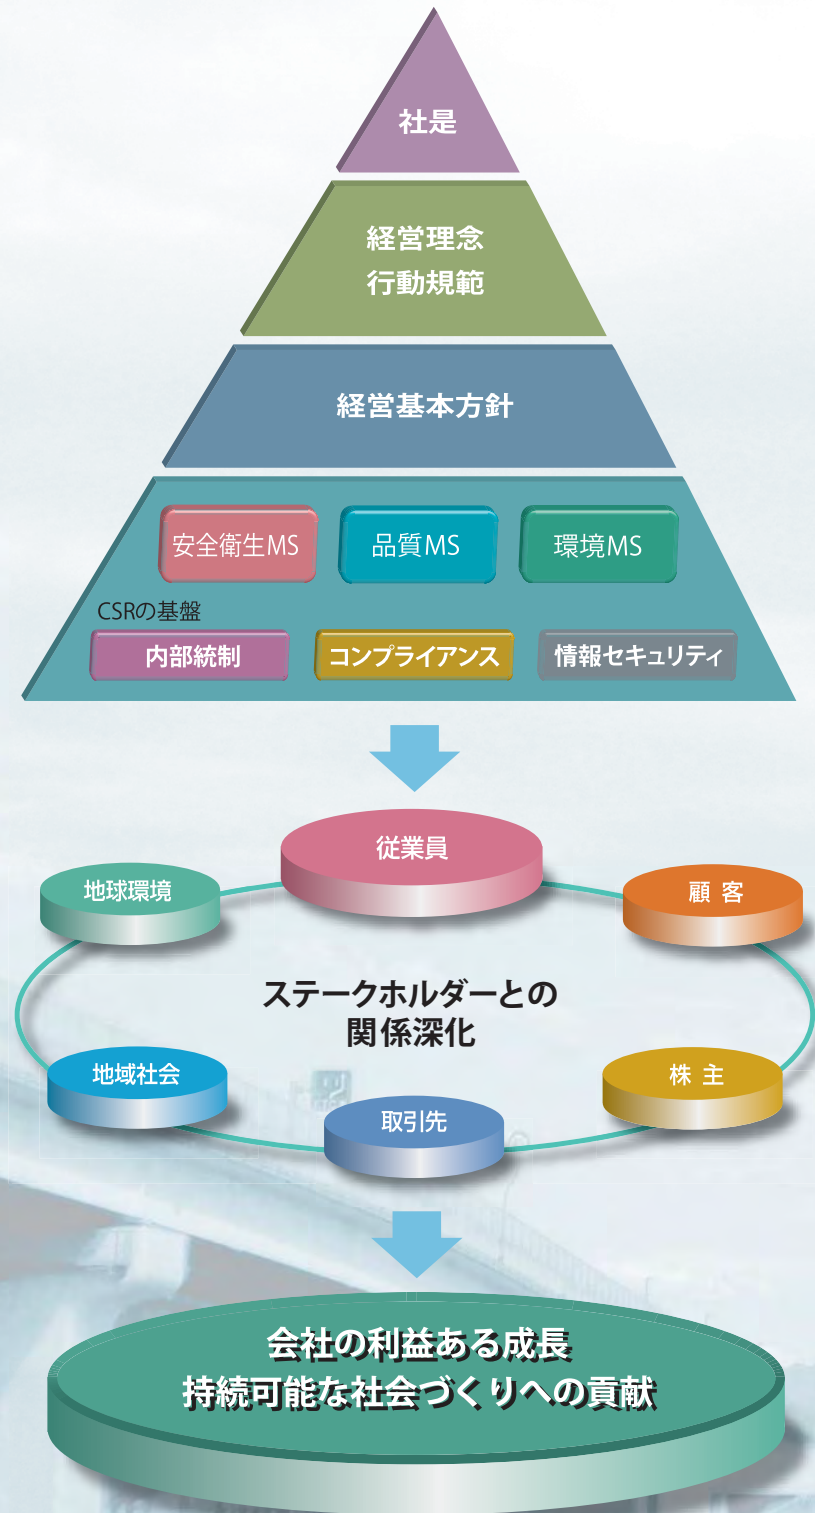 社是
経営理念
行動規範
経営基本方針
安全衛生MS
品質MS
環境MS
CSRの基盤
内部統制
コンプライアンス
情報セキュリティ
従業員
地球環境
顧客
ステークホルダーとの
関係深化
地域社会
株主
取引先
会社の利益ある成長
持続可能な社会づくりへの貢献